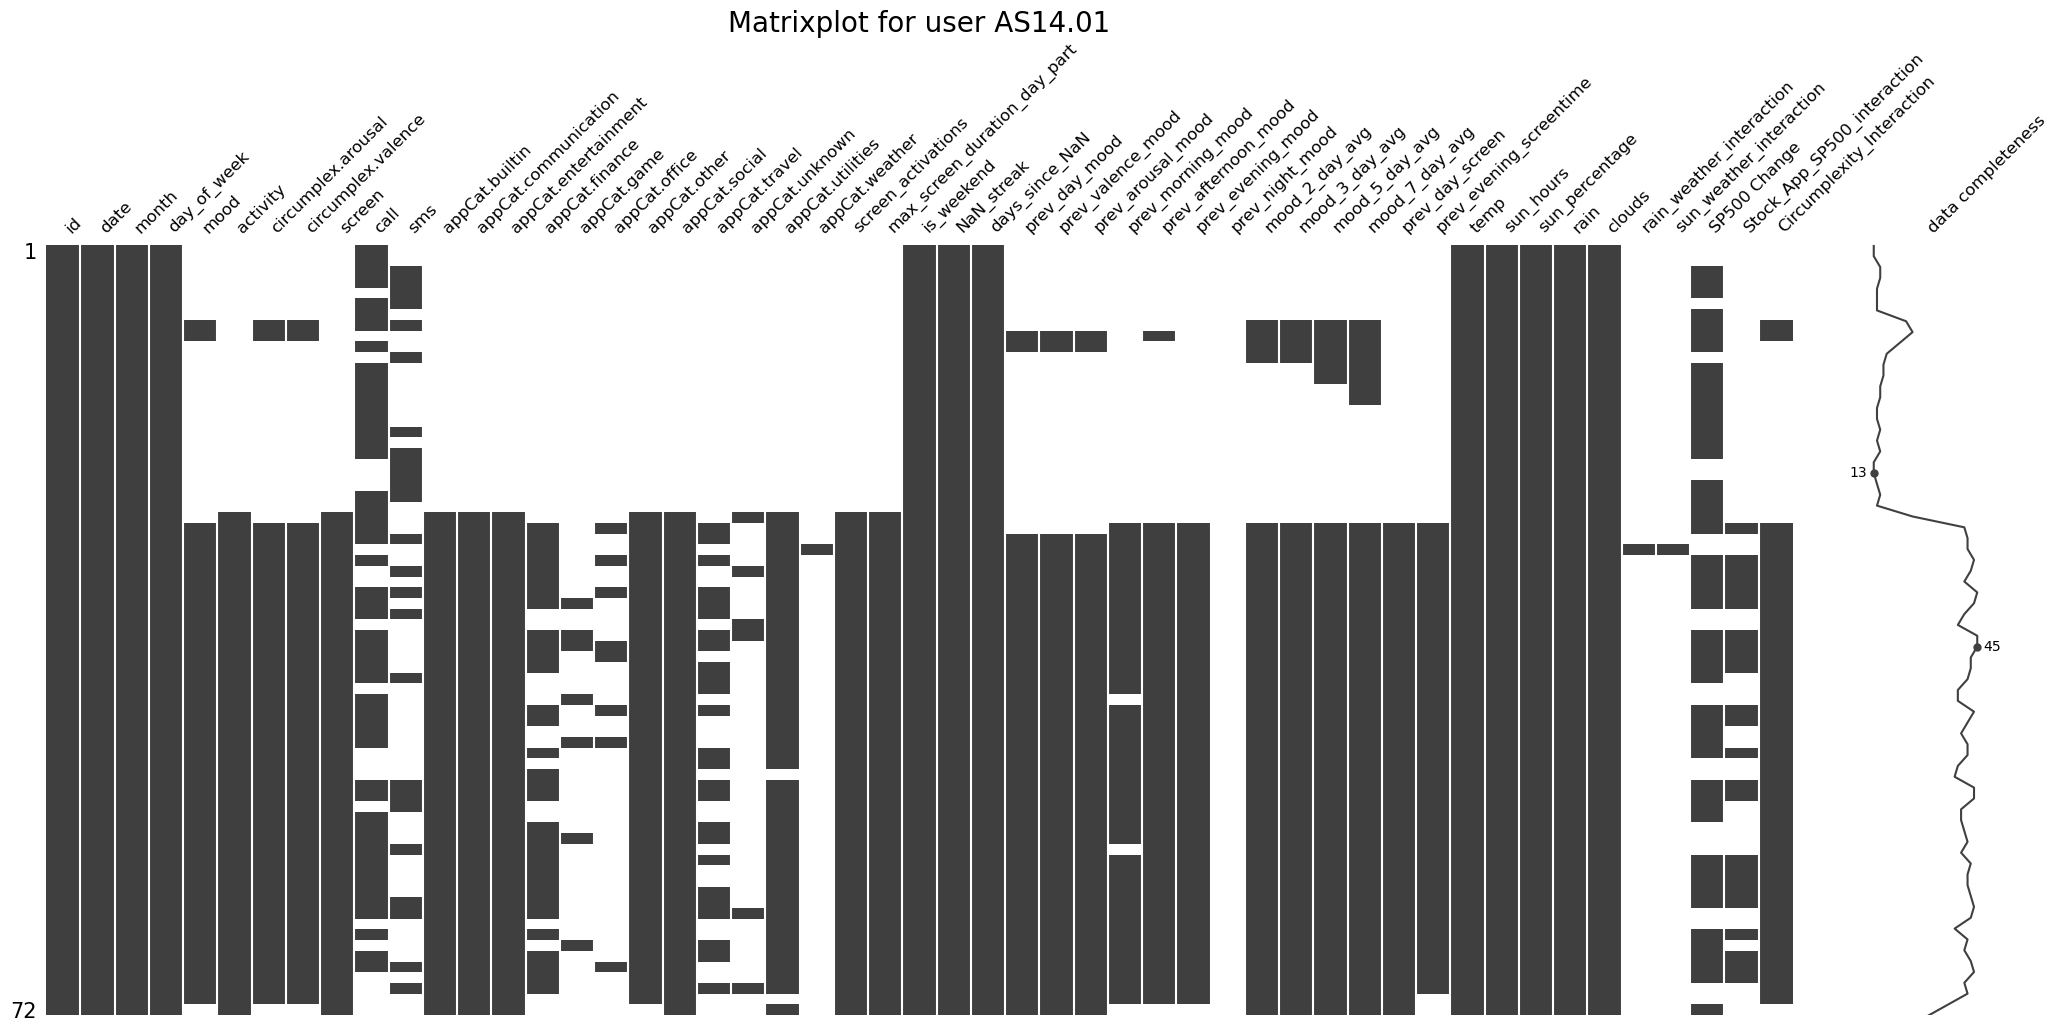 Matrixplot for user AS14.01
id
date
month
day_of_week
mood
activity
circumplex.arousal
circumplex.valence
screen
call
sms
appCat.builtin
appCat.communication
appCat.entertainment
appCat.finance
appCat.game
appCat.office
appCat.other
appCat.social
appCat.travel
appCat.unknown
appCat.utilities
appCat.weather
screen_activations
max_screen_duration_day_part
is_weekend
NaN_streak
days_since_NaN
prev_day_mood
prev_valence_mood
prev_arousal_mood
prev_morning_mood
prev_afternoon_mood
prev_evening_mood
prev_night_mood
mood_2_day_avg
mood_3_day_avg
mood_5_day_avg
mood_7_day_avg
prev_day_screen
prev_evening_screentime
temp
sun_hours
sun_percentage
rain
clouds
rain_weather_interaction
sun_weather_interaction
SP500 Change
Stock_App_SP500_interaction
Circumplexity_Interaction
data completeness
1
13
45
72